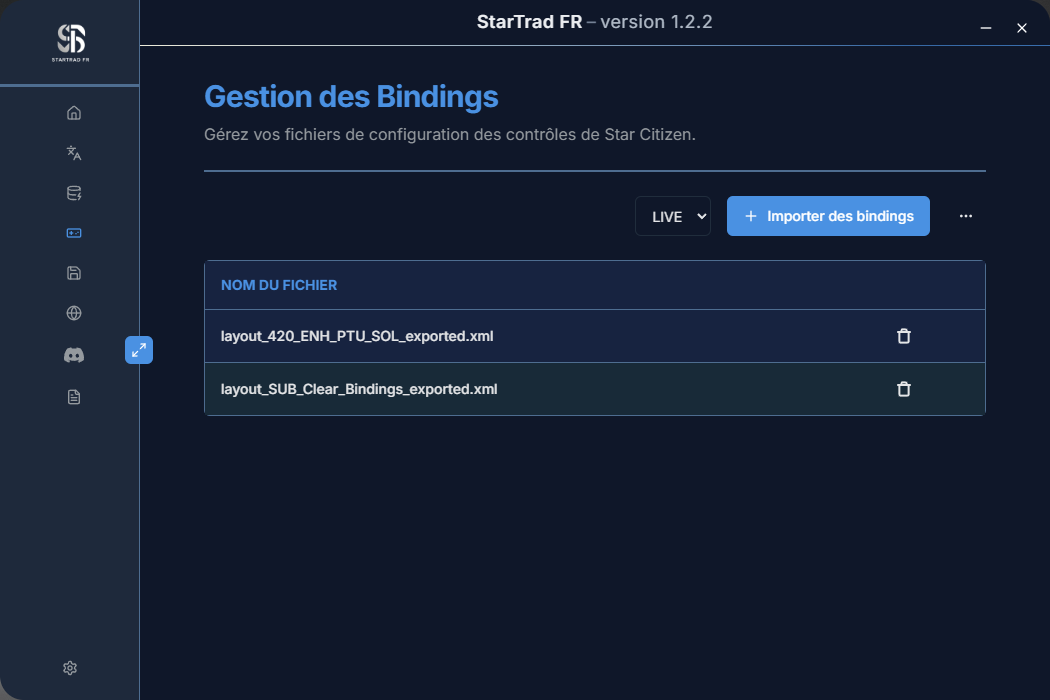 StarTrad FR – version 1.2.2
STARTRAD FR
Gestion des Bindings
Gérez vos fichiers de configuration des contrôles de Star Citizen.
LIVE
Importer des bindings
NOM DU FICHIER
layout_420_ENH_PTU_SOL_exported.xml
layout_SUB_Clear_Bindings_exported.xml